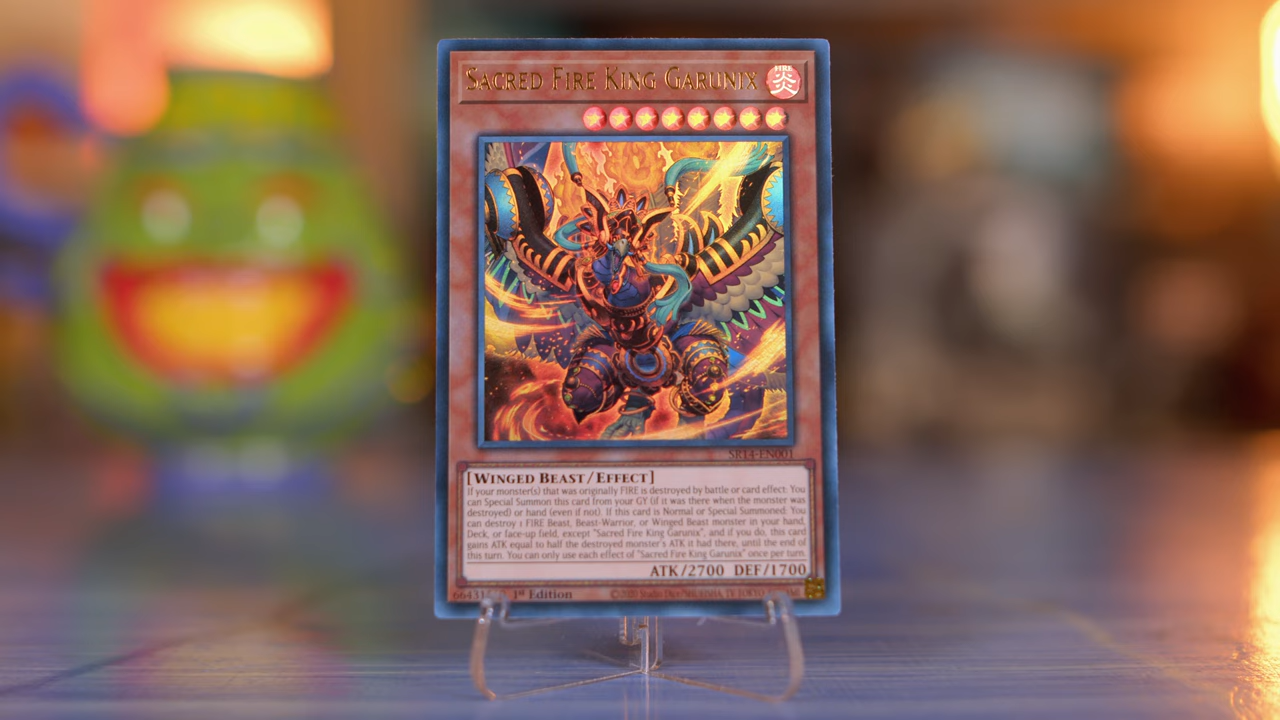 SACRED FIRE KING GARUNIX
FIRE
炎
SR14-EN001
[WINGED BEAST/EFFECT]
If your monster(s) that was originally FIRE is destroyed by battle or card effect: You
can Special Summon this card from your GY (if it was there when the monster was
destroyed) or hand (even if not). If this card is Normal or Special Summoned: You
can destroy 1 FIRE Beast, Beast-Warrior, or Winged Beast monster in your hand,
Deck, or face-up field, except "Sacred Fire King Garunix", and if you do, this card
gains ATK equal to half the destroyed monster's ATK it had there, until the end of
this turn. You can only use each effect of "Sacred Fire King Garunix" once per turn.
ATK/2700 DEF/1700
1st Edition
©2020 Studio Dice/SHUEISHA, TV TOKYO,